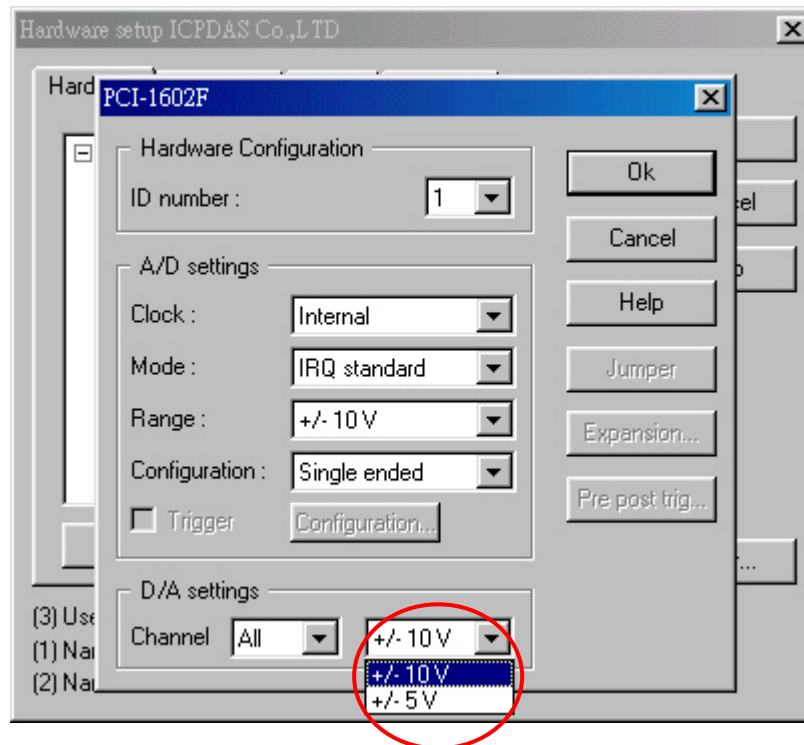 Hardware setup ICPDAS Co.,LTD
Hard
PCI-1602F
Hardware Configuration
ID number :
1
Ok
Cancel
Help
Jumper
Expansion...
Pre post trig...
A/D settings
Clock :
Internal
Mode :
IRQ standard
Range :
+/- 10 V
Configuration :
Single ended
Trigger
Configuration...
D/A settings
Channel
All
+/- 10 V
+/- 10 V
+/- 5 V
(3) Use
(1) Nar
(2) Na